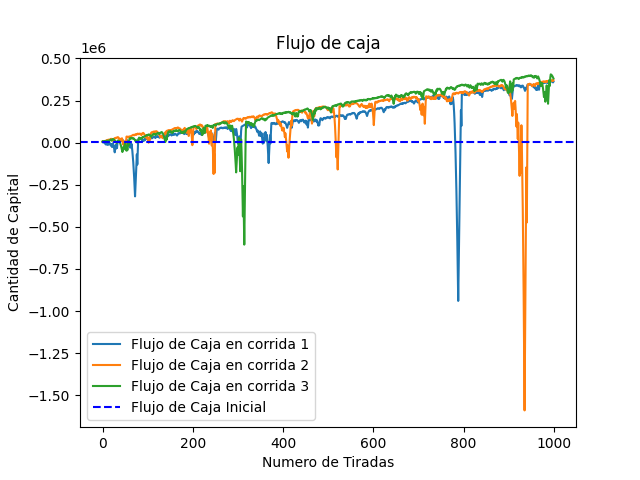 Flujo de caja
1e6
0.50
0.25
0.00
−0.25
−0.50
−0.75
−1.00
−1.25
−1.50
Cantidad de Capital
Flujo de Caja en corrida 1
Flujo de Caja en corrida 2
Flujo de Caja en corrida 3
Flujo de Caja Inicial
0 200 400 600 800 1000
Numero de Tiradas